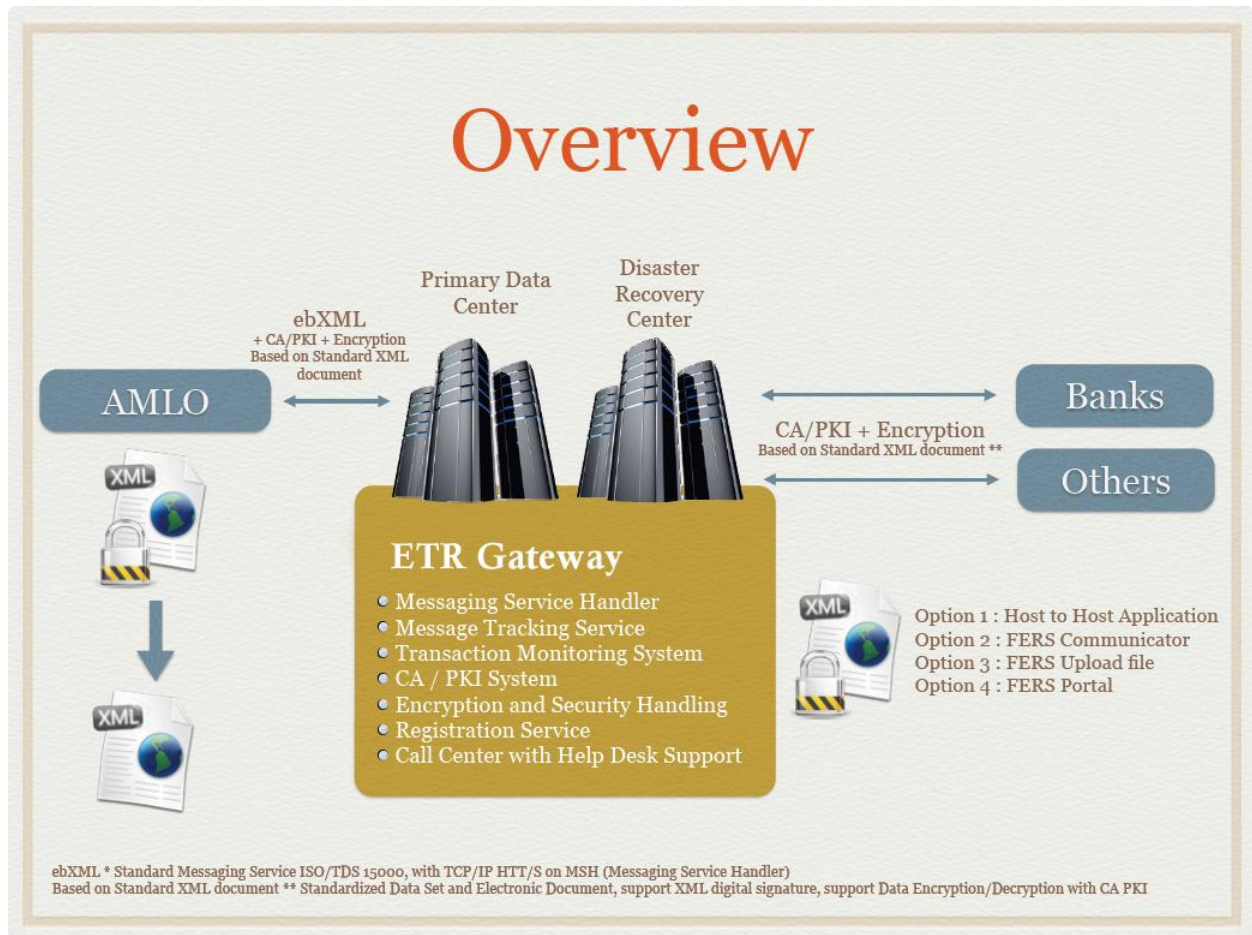 Overview
Primary Data
Center
Disaster
Recovery
Center
ebXML
+ CA/PKI + Encryption
Based on Standard XML
document
AMLO
Banks
CA/PKI + Encryption
Based on Standard XML document **
Others
XML
XML
ETR Gateway
Messaging Service Handler
Message Tracking Service
Transaction Monitoring System
CA / PKI System
Encryption and Security Handling
Registration Service
Call Center with Help Desk Support
XML
Option 1 : Host to Host Application
Option 2 : FERS Communicator
Option 3 : FERS Upload file
Option 4 : FERS Portal
ebXML * Standard Messaging Service ISO/TDS 15000, with TCP/IP HTT/S on MSH (Messaging Service Handler)
Based on Standard XML document ** Standardized Data Set and Electronic Document, support XML digital signature, support Data Encryption/Decryption with CA PKI